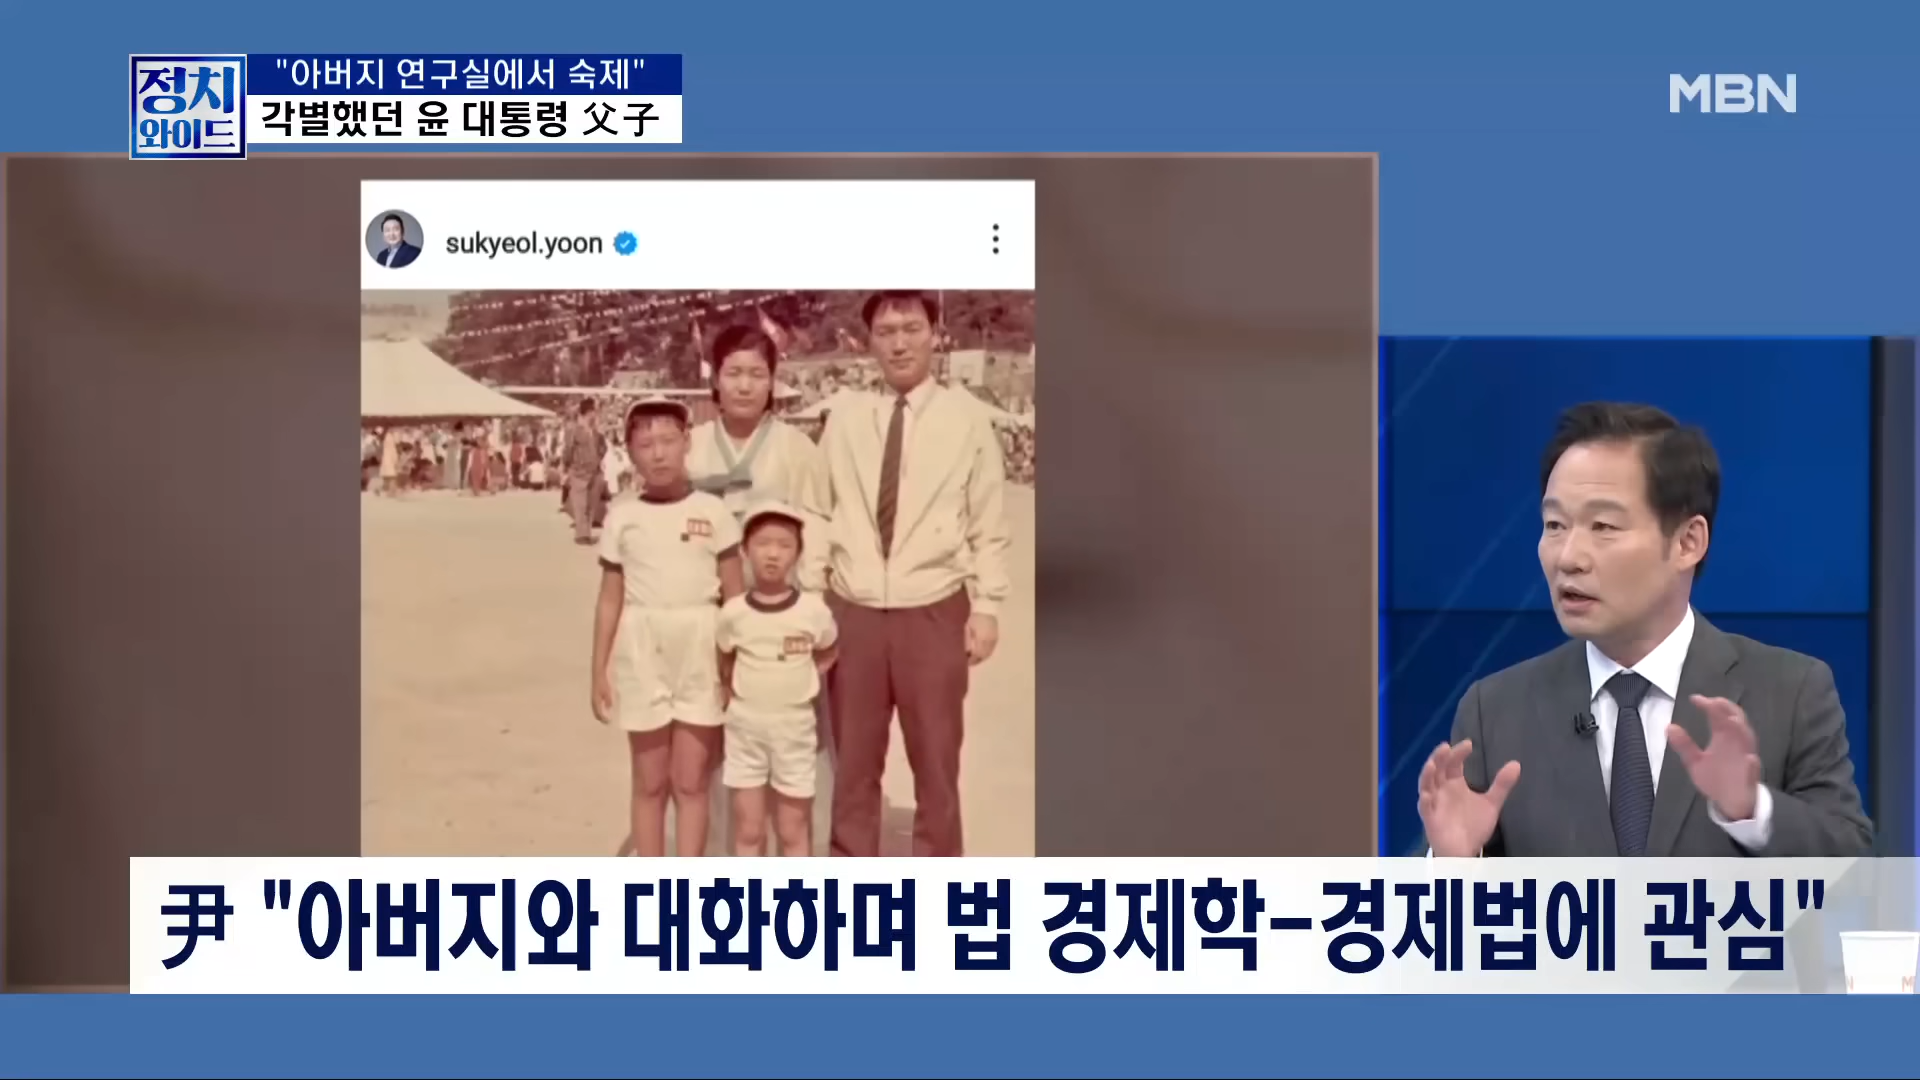 정치
와이드
"아버지 연구실에서 숙제"
각별했던 윤 대통령 父子
MBN
sukyeol.yoon
尹 "아버지와 대화하며 법 경제학-경제법에 관심"